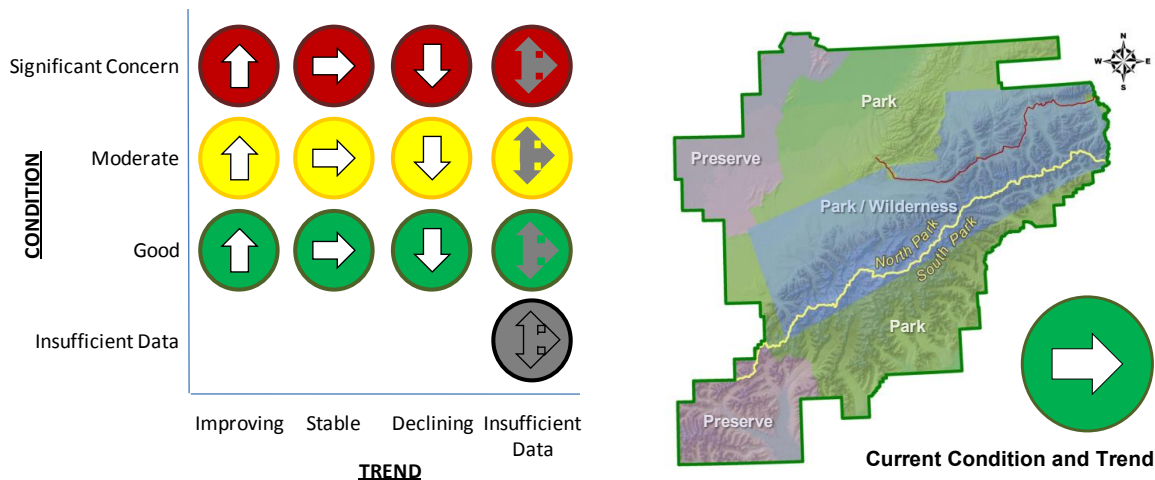 Significant Concern
Moderate
Good
Insufficient Data
CONDITION
Improving
Stable
Declining
Insufficient
Data
TREND
N
W
E
S
Park
Preserve
Park / Wilderness
North Park
South Park
Park
Preserve
Current Condition and Trend